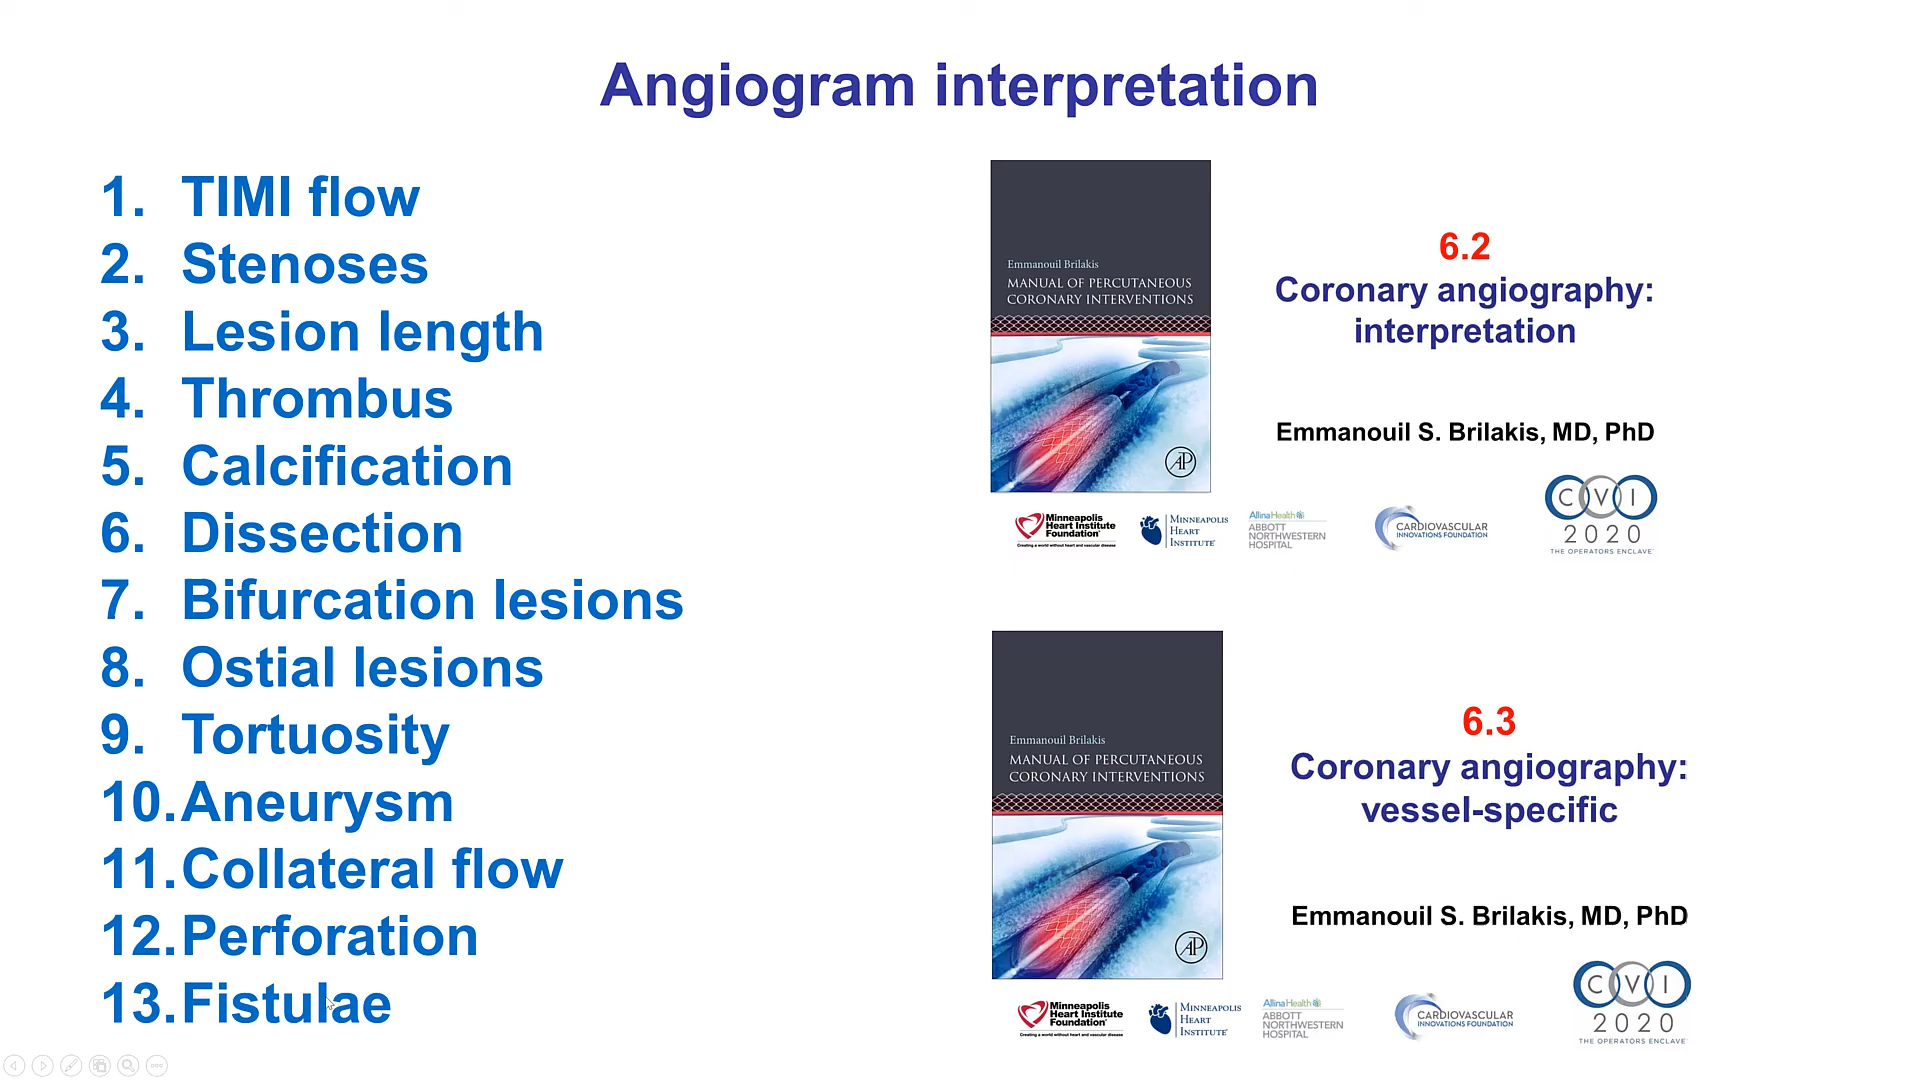 Angiogram interpretation
1. TIMI flow
2. Stenoses
3. Lesion length
4. Thrombus
5. Calcification
6. Dissection
7. Bifurcation lesions
8. Ostial lesions
9. Tortuosity
10. Aneurysm
11. Collateral flow
12. Perforation
13. Fistulae
Emmanouil Brilakis
MANUAL OF PERCUTANEOUS
CORONARY INTERVENTIONS
AP
6.2
Coronary angiography:
interpretation
Emmanouil S. Brilakis, MD, PhD
Minneapolis
Heart Institute
Foundation
Creating a world without heart and vascular disease
MINNEAPOLIS
HEART
INSTITUTE
AllinaHealth
ABBOTT
NORTHWESTERN
HOSPITAL
CARDIOVASCULAR
INNOVATIONS FOUNDATION
CVI
2020
THE OPERATORS ENCLAVE
Emmanouil Brilakis
MANUAL OF PERCUTANEOUS
CORONARY INTERVENTIONS
AP
6.3
Coronary angiography:
vessel-specific
Emmanouil S. Brilakis, MD, PhD
Minneapolis
Heart Institute
Foundation
Creating a world without heart and vascular disease
MINNEAPOLIS
HEART
INSTITUTE
AllinaHealth
ABBOTT
NORTHWESTERN
HOSPITAL
CARDIOVASCULAR
INNOVATIONS FOUNDATION
CVI
2020
THE OPERATORS ENCLAVE